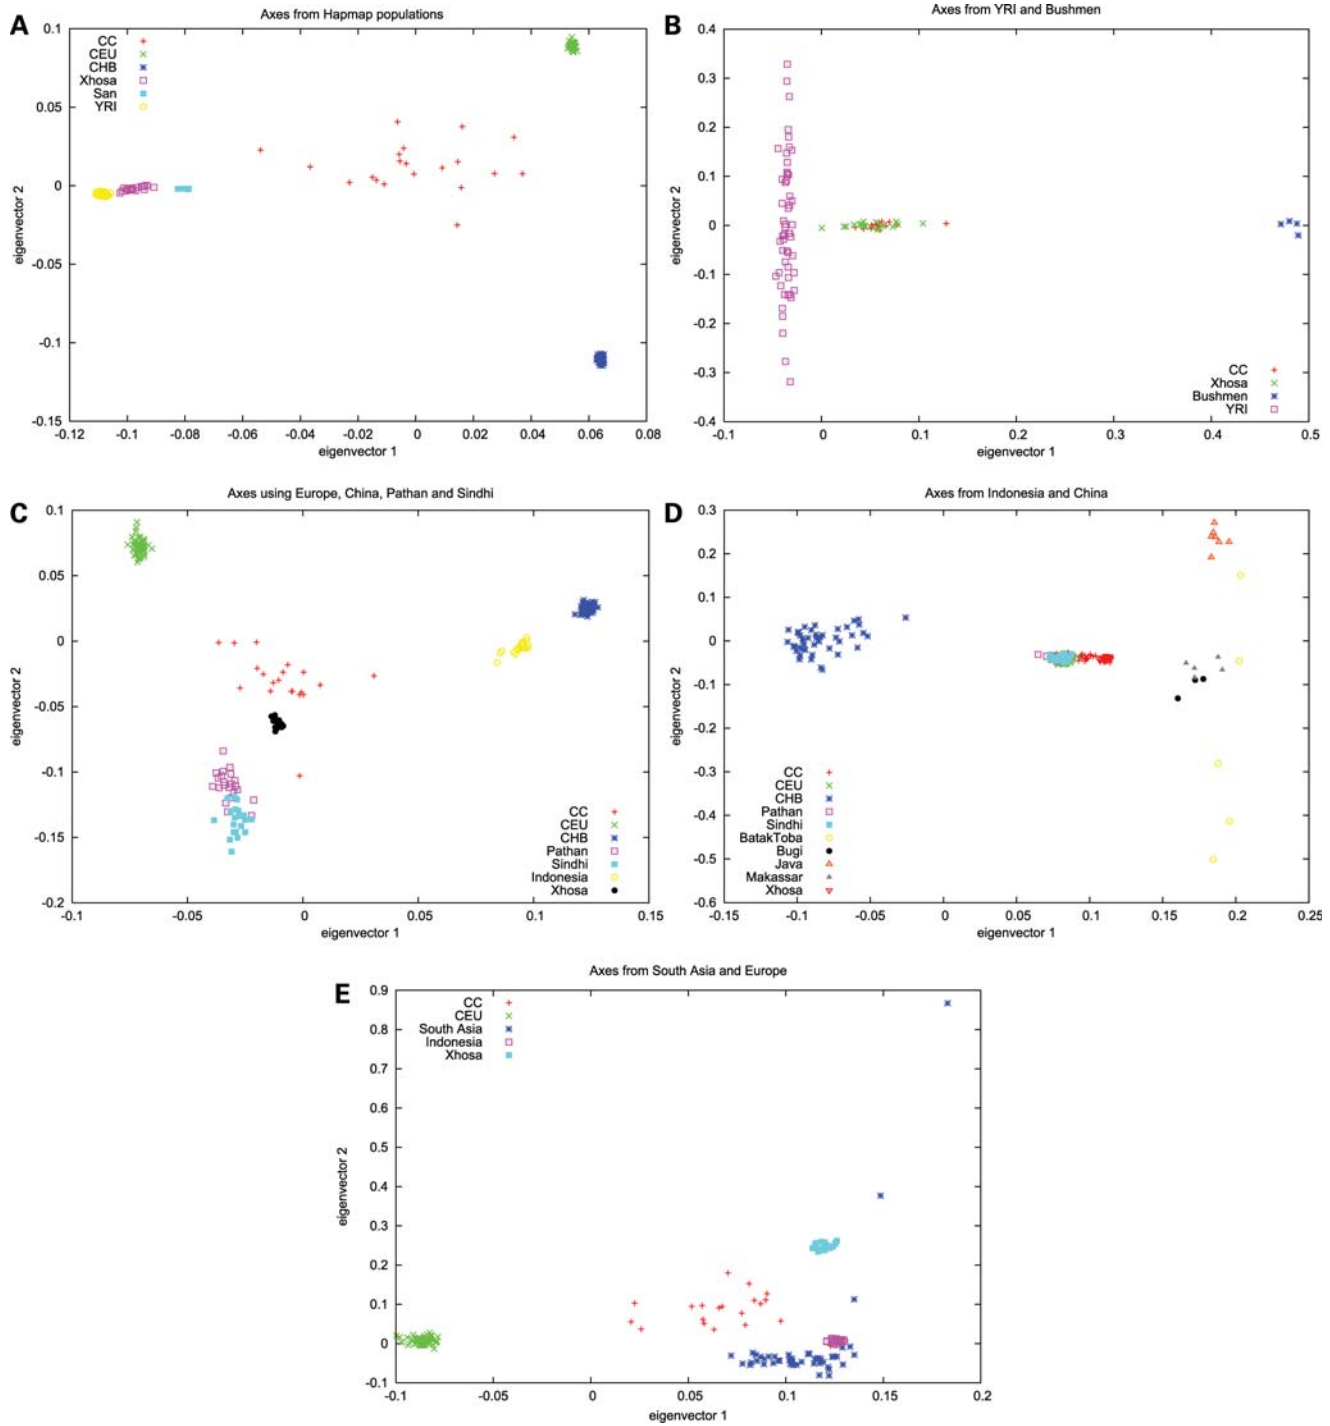 A
Axes from Hapmap populations
CC
CEU
CHB
Xhosa
San
YRI
0.1
0.05
0
-0.05
-0.1
-0.15
eigenvector 2
-0.12 -0.1 -0.08 -0.06 -0.04 -0.02 0 0.02 0.04 0.06 0.08
eigenvector 1
B
Axes from YRI and Bushmen
0.4
0.3
0.2
0.1
0
-0.1
-0.2
-0.3
-0.4
eigenvector 2
CC
Xhosa
Bushmen
YRI
-0.1 0 0.1 0.2 0.3 0.4 0.5
eigenvector 1
C
Axes using Europe, China, Pathan and Sindhi
0.1
0.05
0
-0.05
-0.1
-0.15
-0.2
eigenvector 2
CC
CEU
CHB
Pathan
Sindhi
Indonesia
Xhosa
-0.1 -0.05 0 0.05 0.1 0.15
eigenvector 1
D
Axes from Indonesia and China
0.3
0.2
0.1
0
-0.1
-0.2
-0.3
-0.4
-0.5
-0.6
eigenvector 2
CC
CEU
CHB
Pathan
Sindhi
BatakToba
Bugi
Java
Makassar
Xhosa
-0.15 -0.1 -0.05 0 0.05 0.1 0.15 0.2 0.25
eigenvector 1
E
Axes from South Asia and Europe
CC
CEU
South Asia
Indonesia
Xhosa
0.9
0.8
0.7
0.6
0.5
0.4
0.3
0.2
0.1
0
-0.1
eigenvector 2
-0.1 -0.05 0 0.05 0.1 0.15 0.2
eigenvector 1